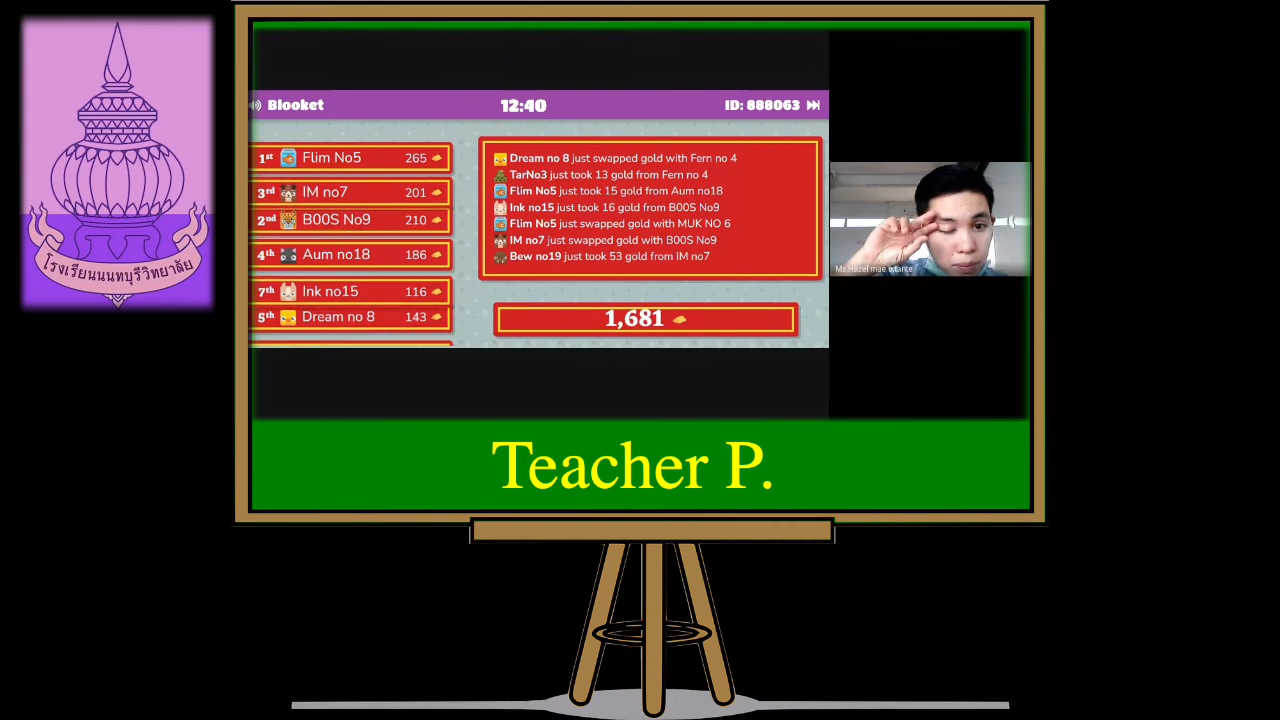 โรงเรียนนนทบุรีวิทยาลัย
Blooket
12:40
ID: 888063
1st Flim No5 265
3rd IM no7 201
2nd B00S No9 210
4th Aum no18 186
7th Ink no15 116
5th Dream no 8 143
Dream no 8 just swapped gold with Fern no 4
TarNo3 just took 13 gold from Fern no 4
Flim No5 just took 15 gold from Aum no18
Ink no15 just took 16 gold from B00S No9
Flim No5 just swapped gold with MUK NO 6
IM no7 just swapped gold with B00S No9
Bew no19 just took 53 gold from IM no7
1,681
Ms.Hazel mae
Teacher P.